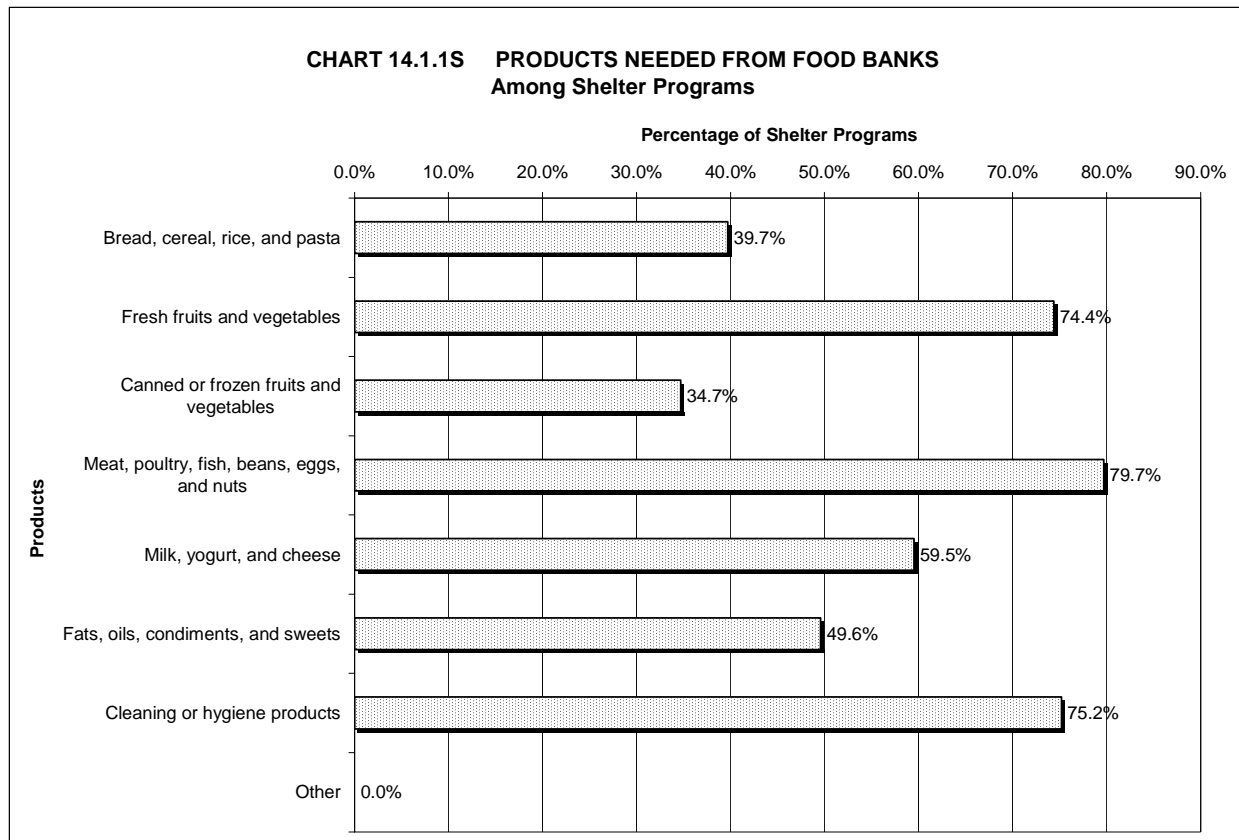 CHART 14.1.1S PRODUCTS NEEDED FROM FOOD BANKS
Among Shelter Programs
Percentage of Shelter Programs
0.0% 10.0% 20.0% 30.0% 40.0% 50.0% 60.0% 70.0% 80.0% 90.0%
Products
Bread, cereal, rice, and pasta
39.7%
Fresh fruits and vegetables
74.4%
Canned or frozen fruits and
vegetables
34.7%
Meat, poultry, fish, beans, eggs,
and nuts
79.7%
Milk, yogurt, and cheese
59.5%
Fats, oils, condiments, and sweets
49.6%
Cleaning or hygiene products
75.2%
Other
0.0%